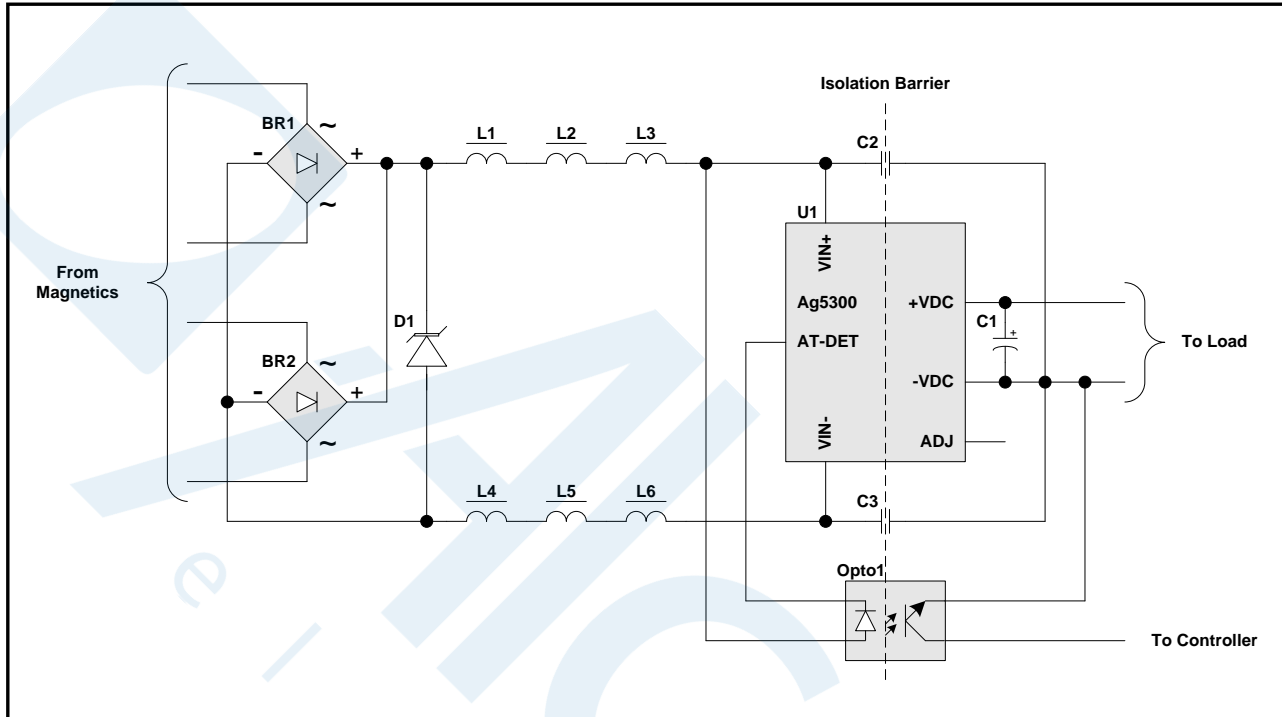 Isolation Barrier
BR1
~
-
+
~
L1
L2
L3
C2
U1
VIN+
From
Magnetics
Ag5300
+VDC
AT-DET
C1
+
To Load
D1
BR2
~
-
+
~
-VDC
VIN-
ADJ
L4
L5
L6
C3
Opto1
To Controller